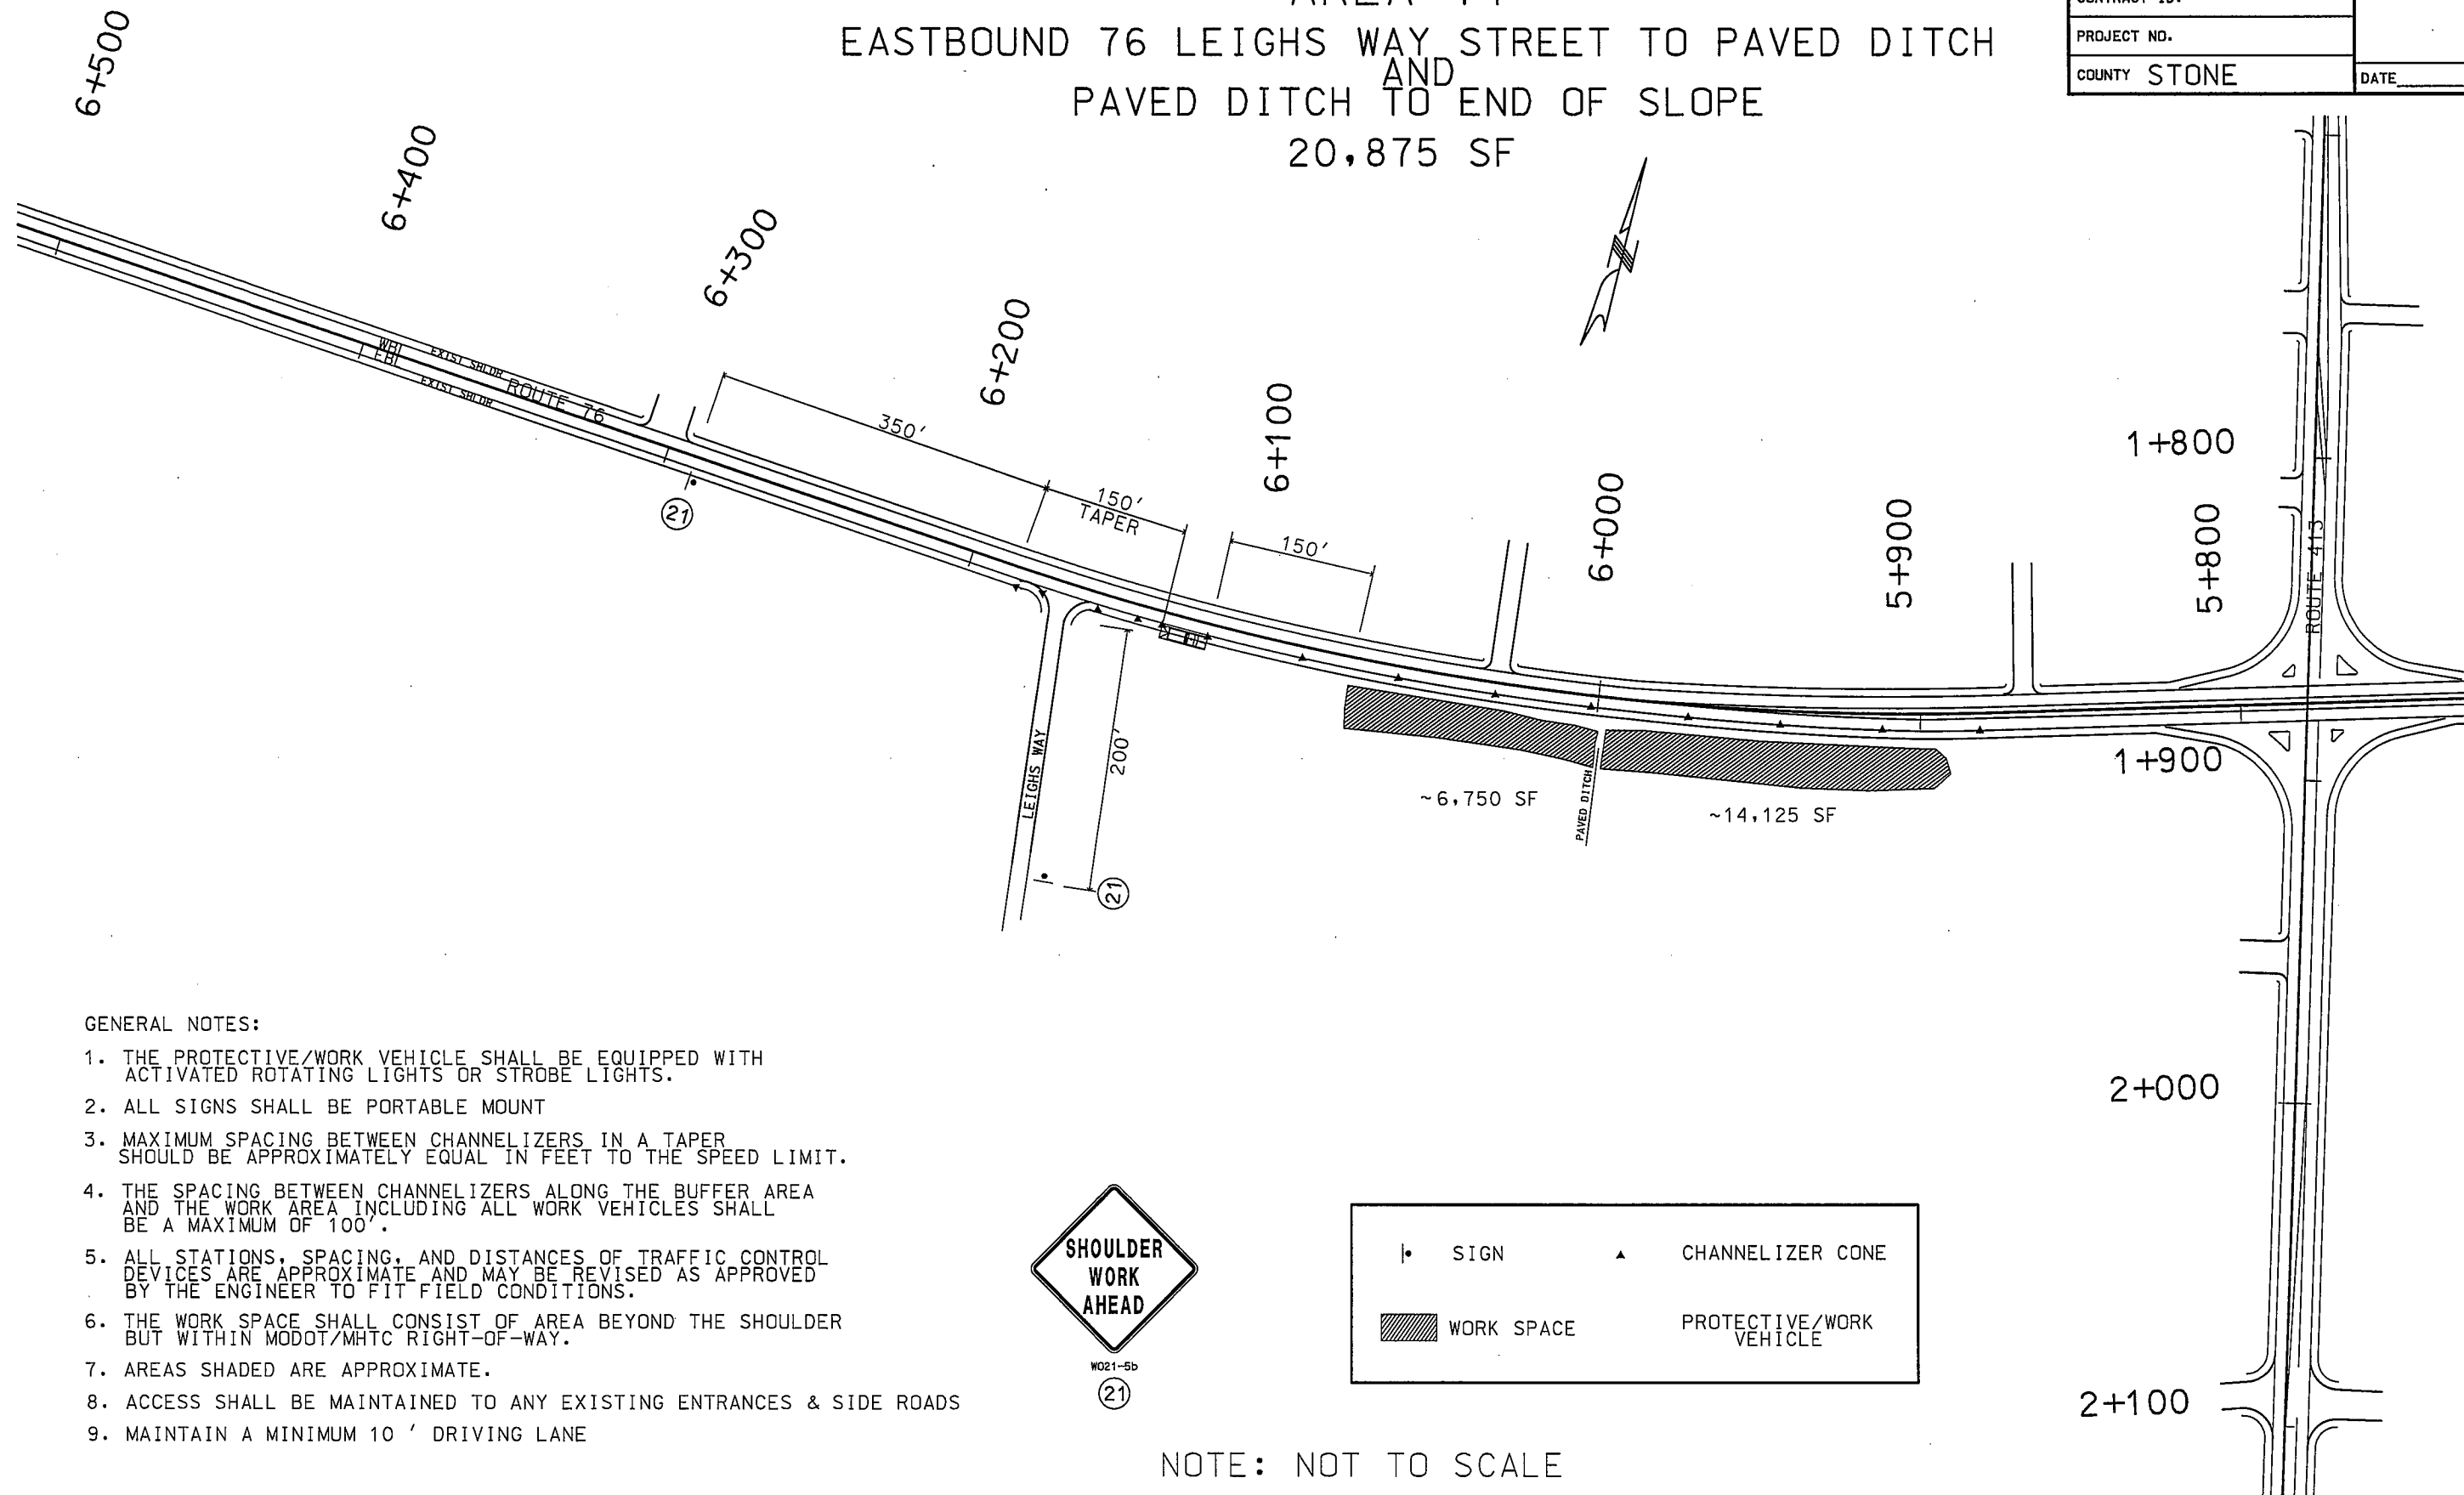 EASTBOUND 76 LEIGHS WAY STREET TO PAVED DITCH
AND
PAVED DITCH TO END OF SLOPE
20,875 SF
PROJECT NO.
COUNTY STONE
DATE
6+500
6+400
6+300
6+200
6+100
6+000
5+900
5+800
1+800
1+900
2+000
2+100
WBL
EBL
EXIST SHLDR
EXIST SHLDR
ROUTE 76
ROUTE 413
N
350'
150'
TAPER
150'
21
LEIGHS WAY
200'
21
~6,750 SF
PAVED DITCH
~14,125 SF
GENERAL NOTES:
1. THE PROTECTIVE/WORK VEHICLE SHALL BE EQUIPPED WITH
ACTIVATED ROTATING LIGHTS OR STROBE LIGHTS.
2. ALL SIGNS SHALL BE PORTABLE MOUNT
3. MAXIMUM SPACING BETWEEN CHANNELIZERS IN A TAPER
SHOULD BE APPROXIMATELY EQUAL IN FEET TO THE SPEED LIMIT.
4. THE SPACING BETWEEN CHANNELIZERS ALONG THE BUFFER AREA
AND THE WORK AREA INCLUDING ALL WORK VEHICLES SHALL
BE A MAXIMUM OF 100'.
5. ALL STATIONS, SPACING, AND DISTANCES OF TRAFFIC CONTROL
DEVICES ARE APPROXIMATE AND MAY BE REVISED AS APPROVED
BY THE ENGINEER TO FIT FIELD CONDITIONS.
6. THE WORK SPACE SHALL CONSIST OF AREA BEYOND THE SHOULDER
BUT WITHIN MODOT/MHTC RIGHT-OF-WAY.
7. AREAS SHADED ARE APPROXIMATE.
8. ACCESS SHALL BE MAINTAINED TO ANY EXISTING ENTRANCES & SIDE ROADS
9. MAINTAIN A MINIMUM 10 ' DRIVING LANE
SHOULDER
WORK
AHEAD
WO21-5b
21
SIGN
CHANNELIZER CONE
WORK SPACE
PROTECTIVE/WORK
VEHICLE
NOTE: NOT TO SCALE